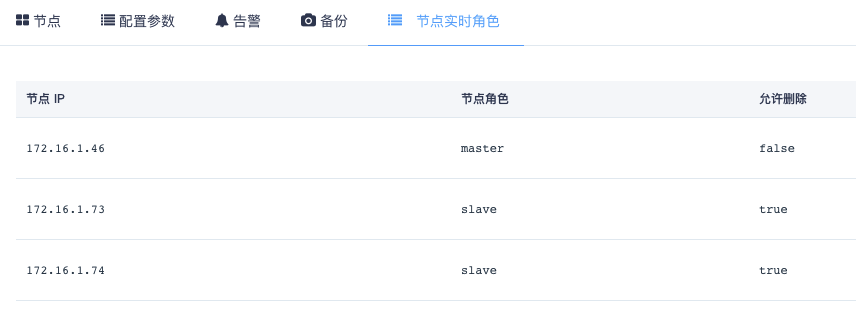 节点 配置参数 告警 备份 节点实时角色
节点 IP 节点角色 允许删除
172.16.1.46 master false
172.16.1.73 slave true
172.16.1.74 slave true